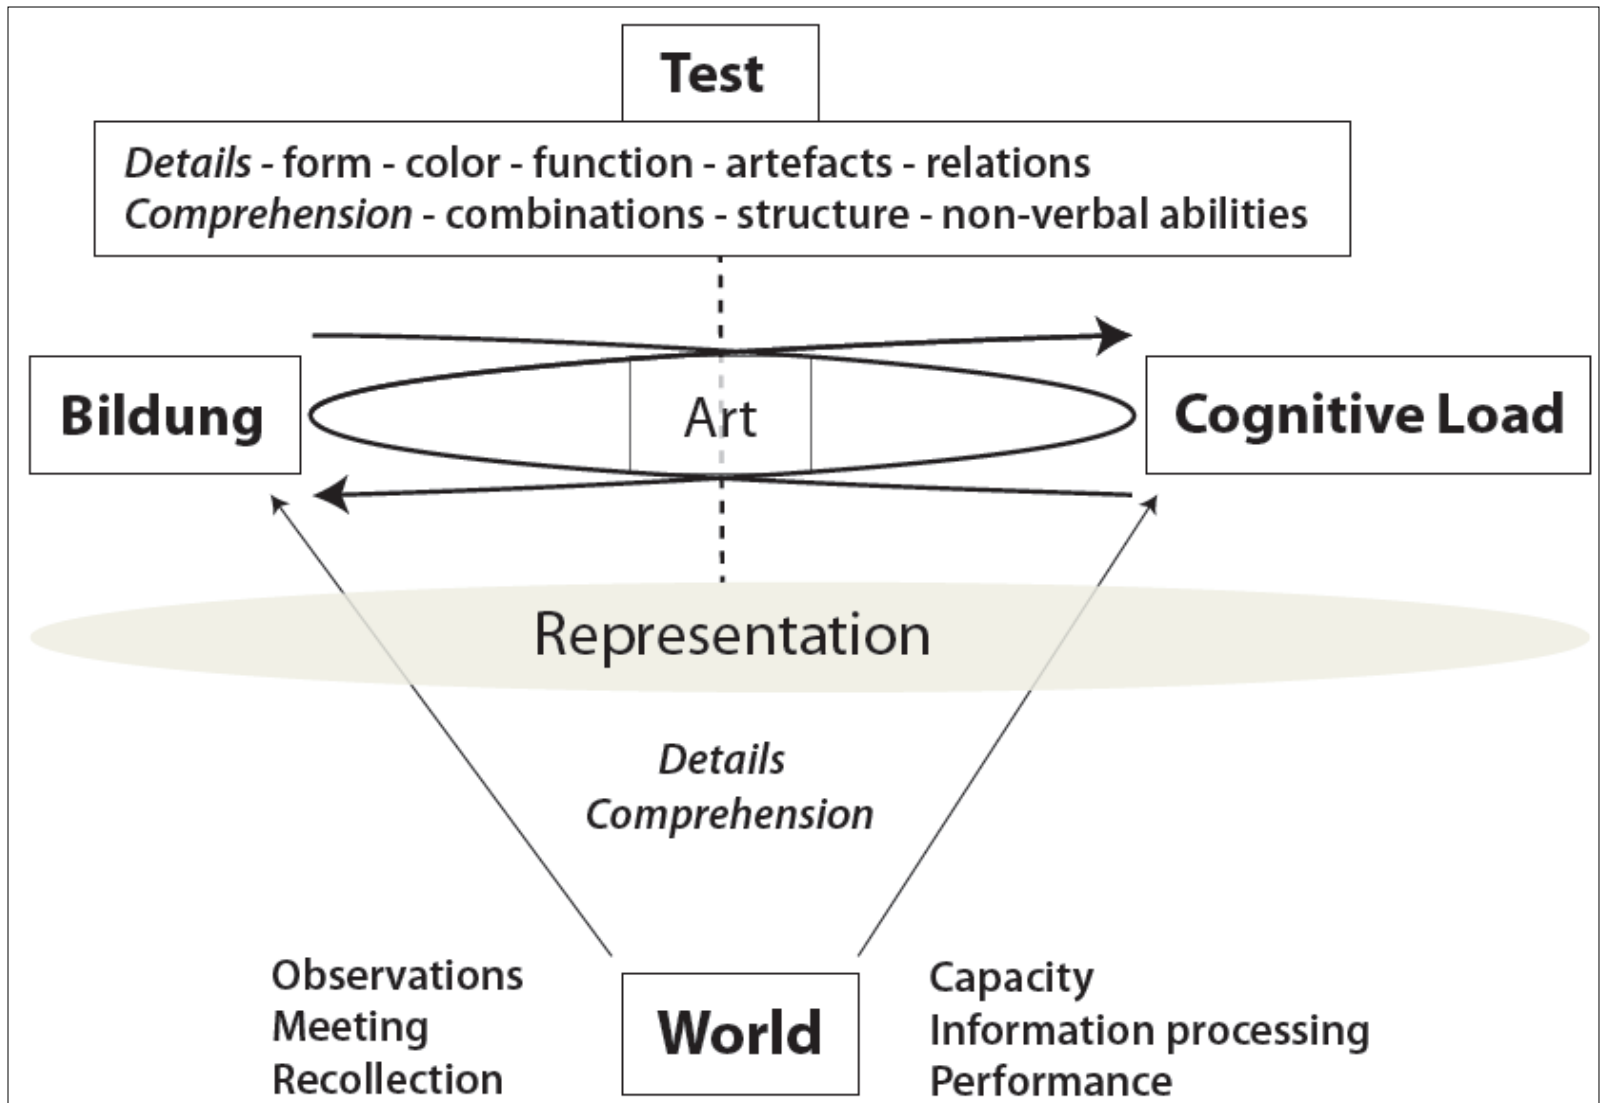 Test
Details - form - color - function - artefacts - relations
Comprehension - combinations - structure - non-verbal abilities
Bildung
Art
Cognitive Load
Representation
Details
Comprehension
Observations
Meeting
Recollection
World
Capacity
Information processing
Performance